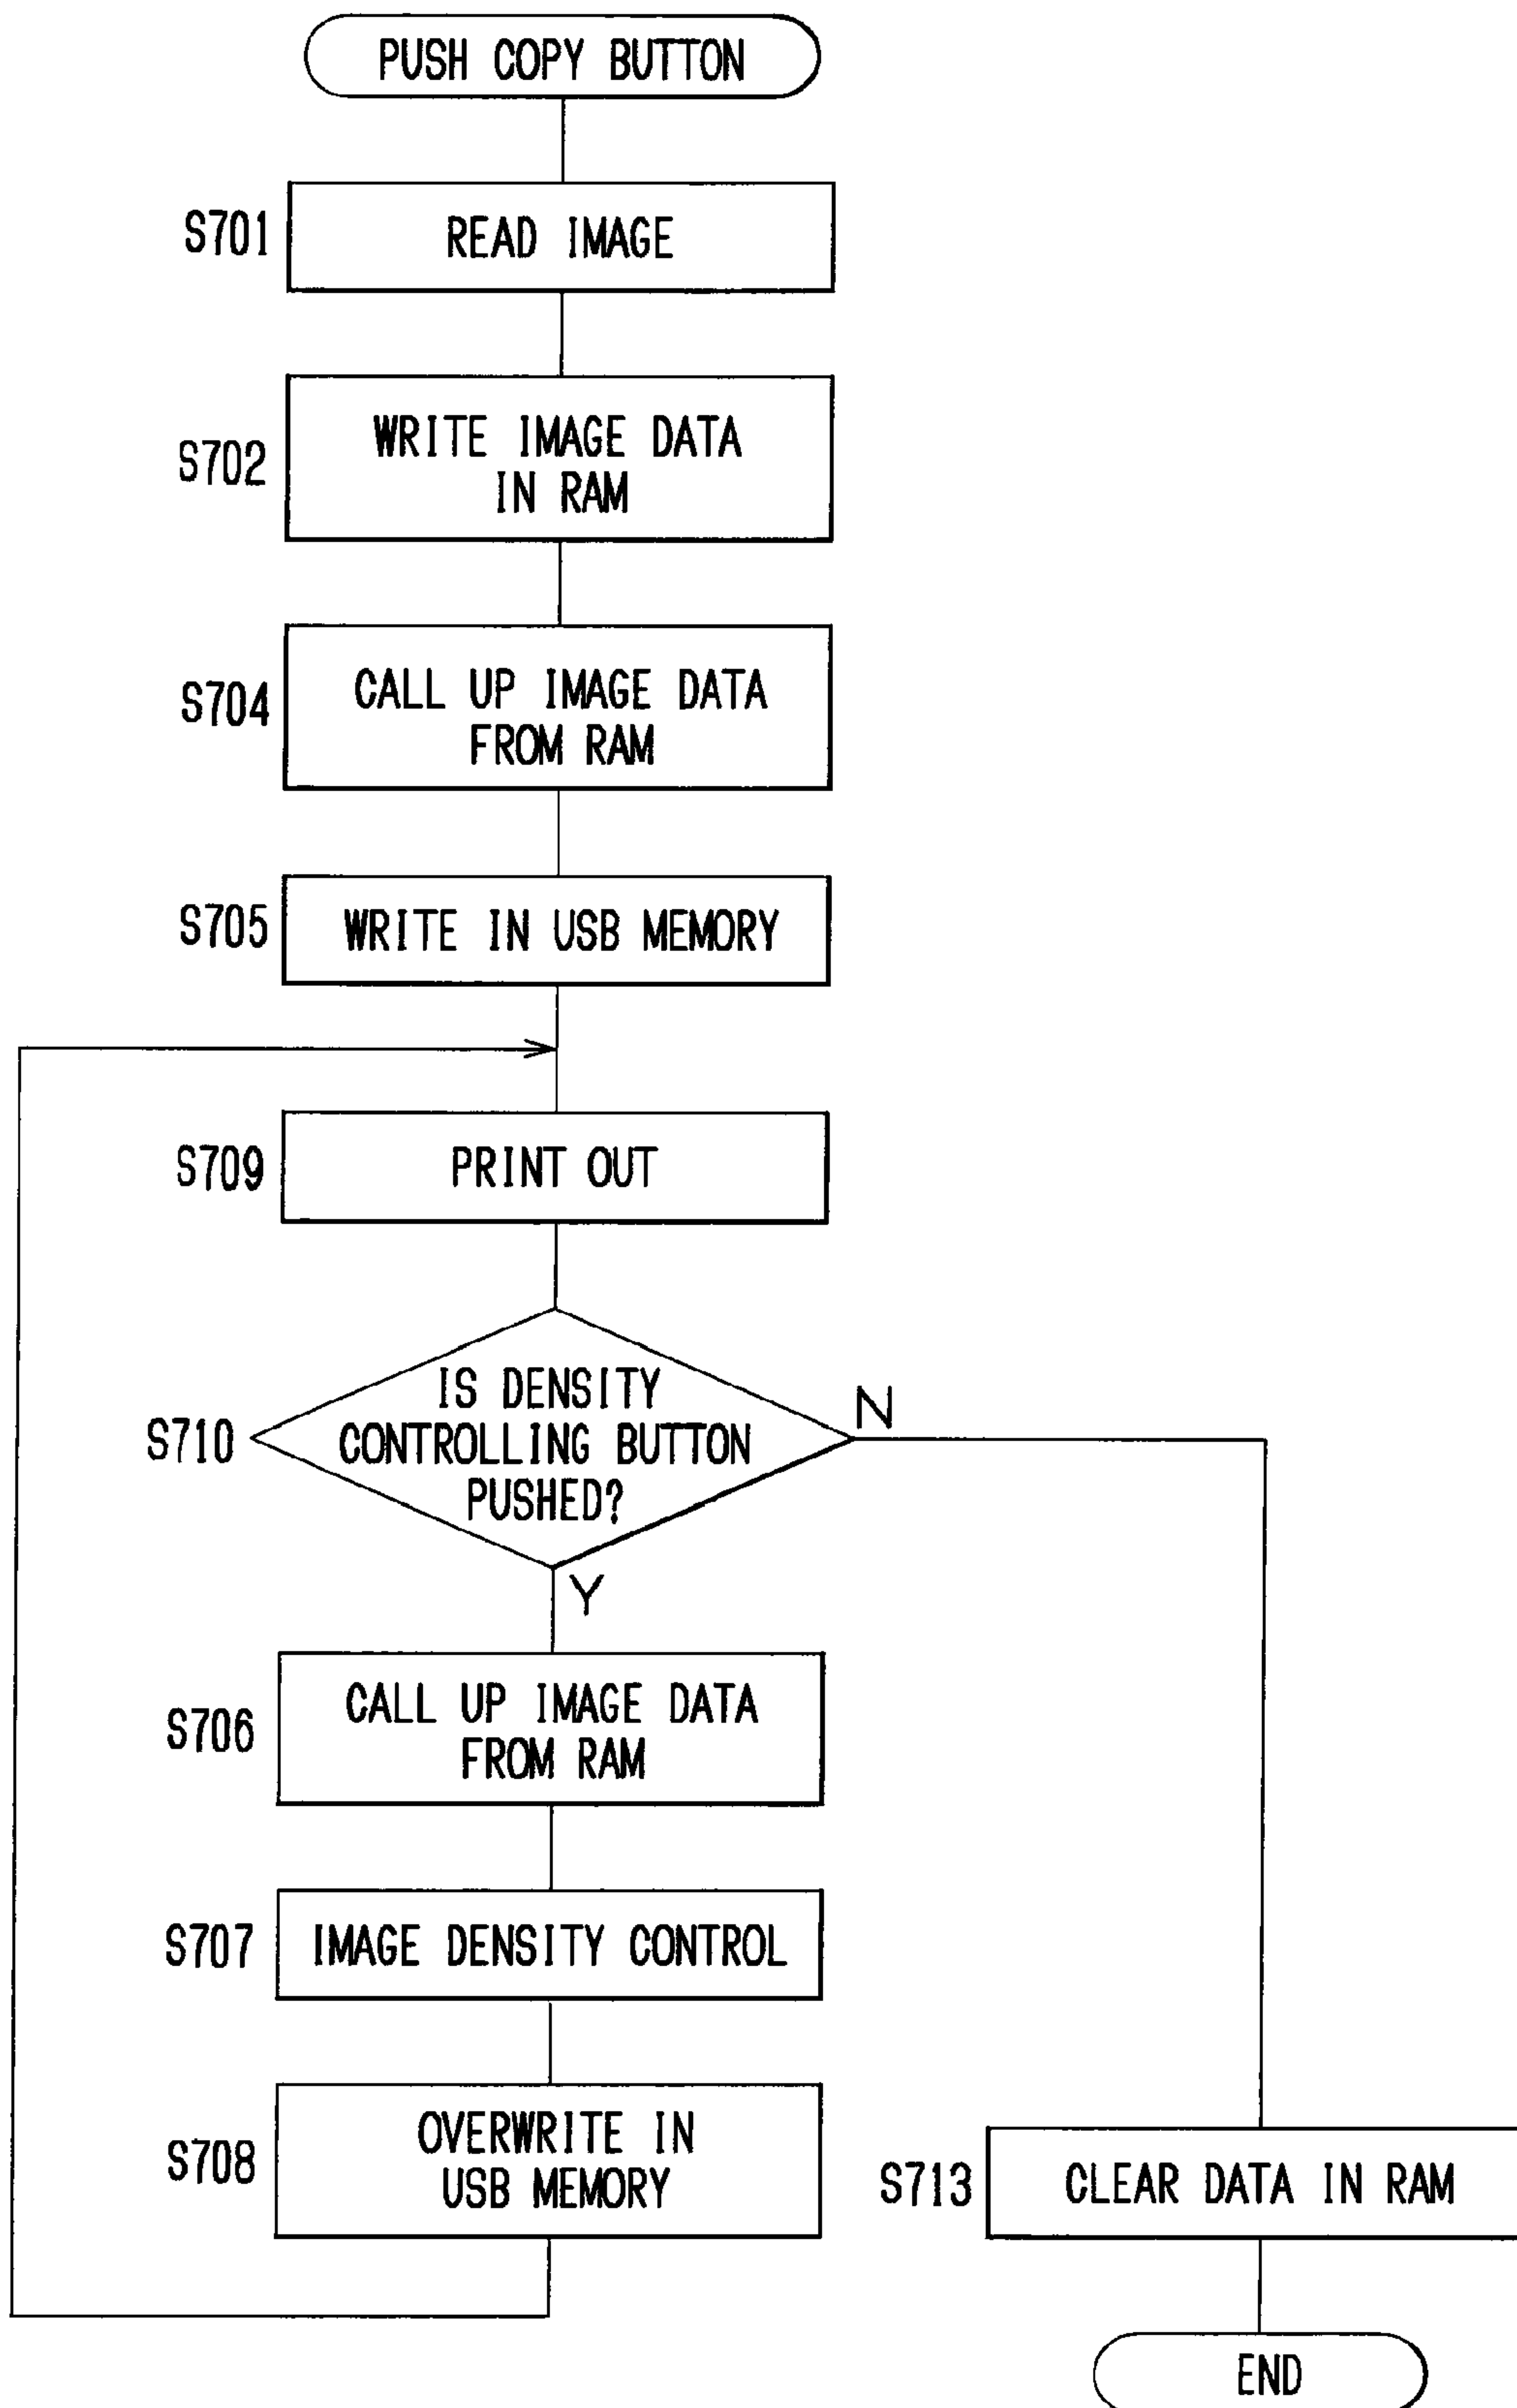 PUSH COPY BUTTON
S701
READ IMAGE
S702
WRITE IMAGE DATA
IN RAM
S704
CALL UP IMAGE DATA
FROM RAM
S705
WRITE IN USB MEMORY
S709
PRINT OUT
S710
IS DENSITY
CONTROLLING BUTTON
PUSHED?
N
Y
S706
CALL UP IMAGE DATA
FROM RAM
S707
IMAGE DENSITY CONTROL
S708
OVERWRITE IN
USB MEMORY
S713
CLEAR DATA IN RAM
END